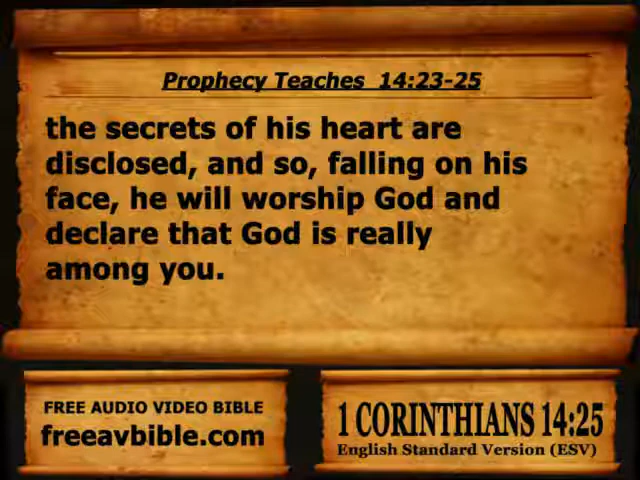 Prophecy Teaches 14:23-25
the secrets of his heart are
disclosed, and so, falling on his
face, he will worship God and
declare that God is really
among you.
FREE AUDIO VIDEO BIBLE
freeavbible.com
1 CORINTHIANS 14:25
English Standard Version (ESV)